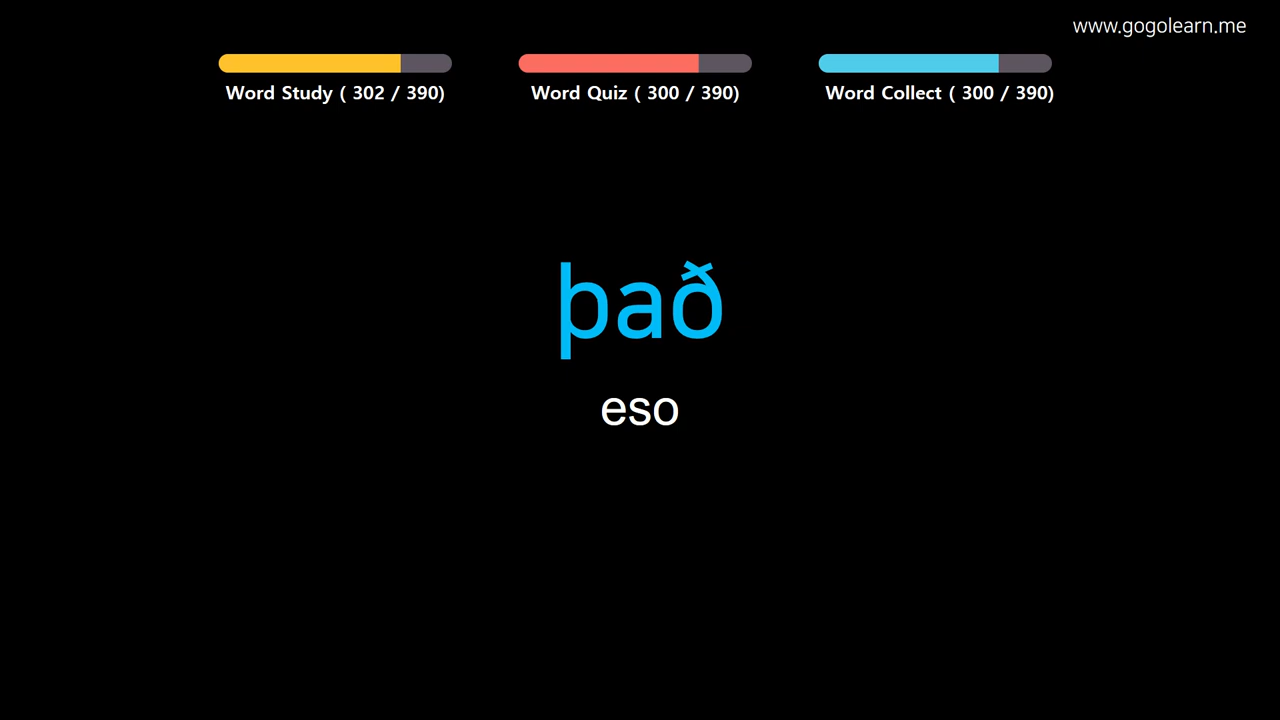 www.gogolearn.me
Word Study ( 302 / 390)
Word Quiz ( 300 / 390)
Word Collect ( 300 / 390)
það
eso